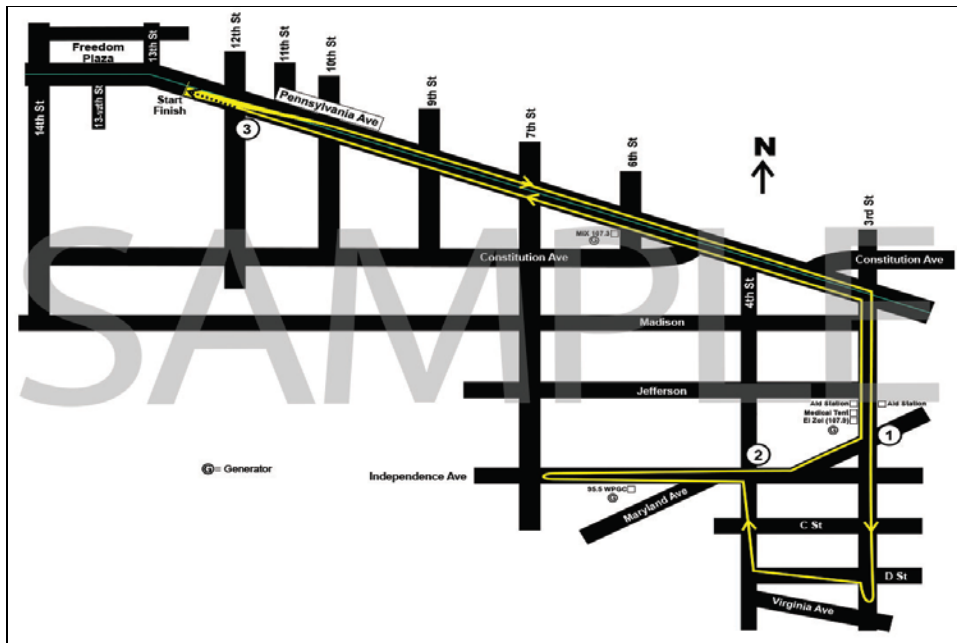 Freedom
Plaza
13th St
12th St
11th St
10th St
9th St
7th St
6th St
3rd St
14th St
13-1/2th St
Start
Finish
Pennsylvania Ave
3
N
MIX 107.3
G
Constitution Ave
Constitution Ave
SAMPLE
4th St
Madison
Jefferson
Aid Station
Aid Station
Medical Tent
El Zol (107.9)
G
1
2
G = Generator
Independence Ave
95.5 WPGC
G
Maryland Ave
C St
D St
Virginia Ave